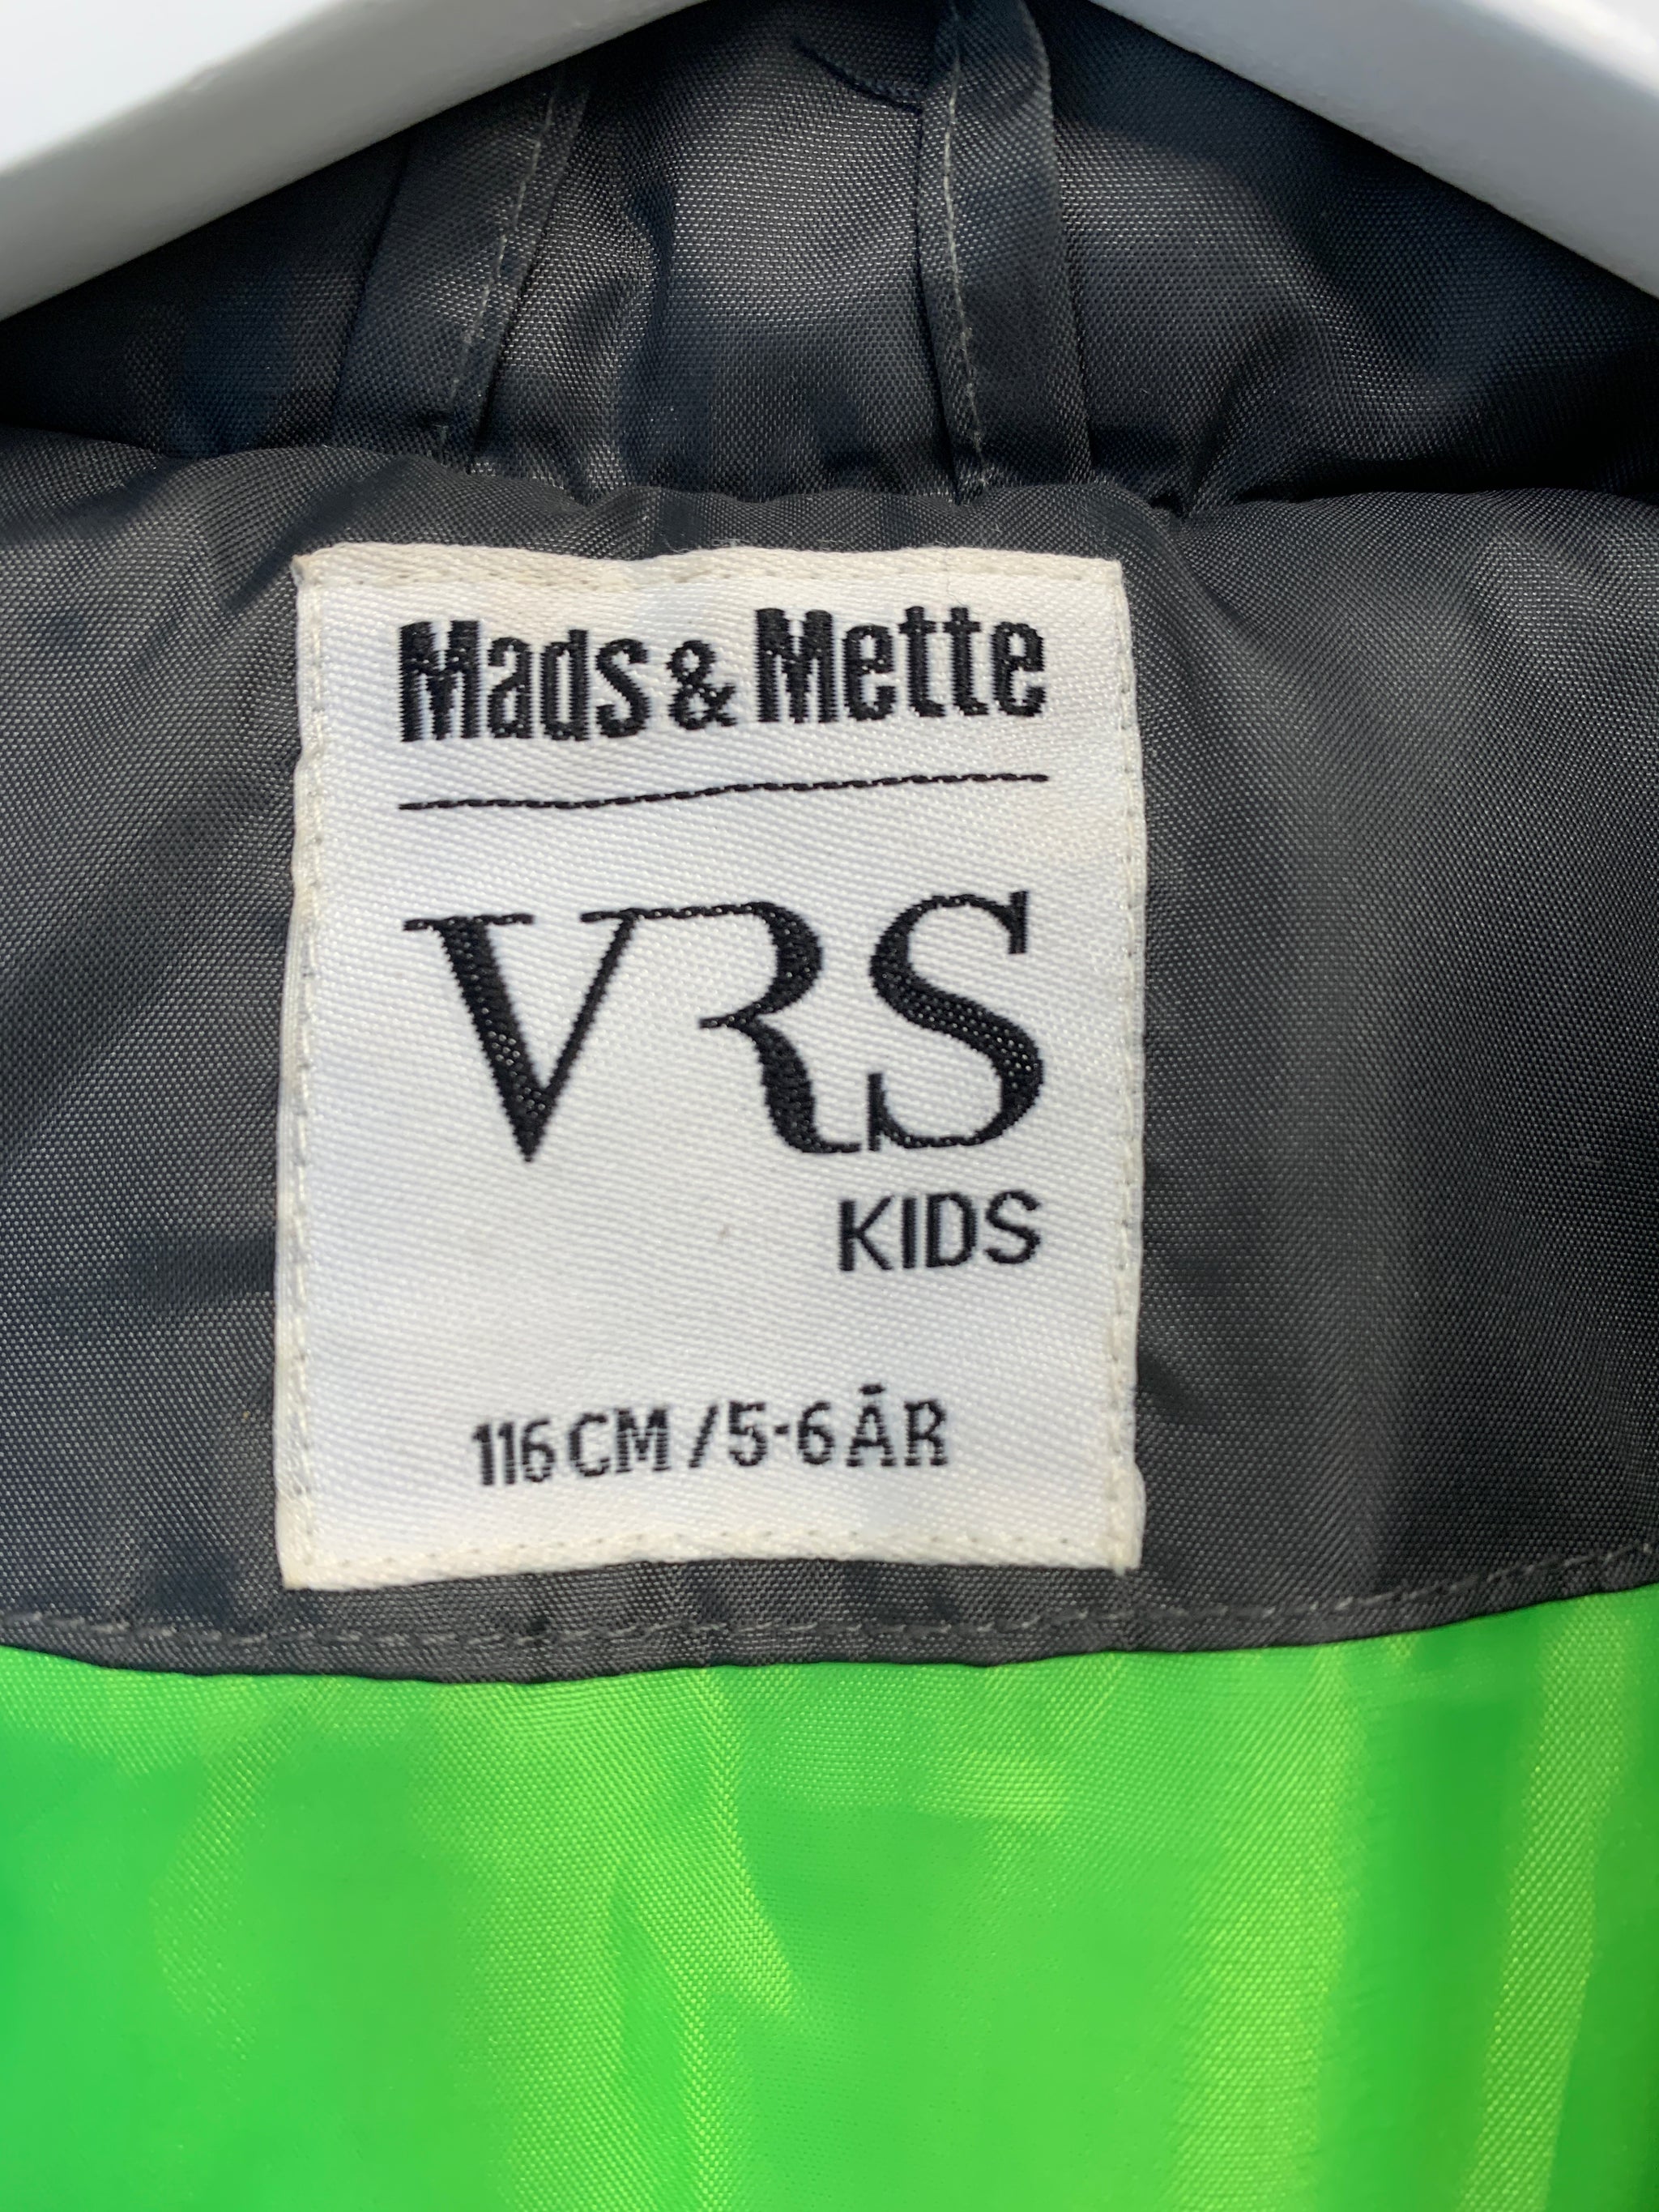 Mads & Mette
VRS
KIDS
116 CM / 5-6 ÅR